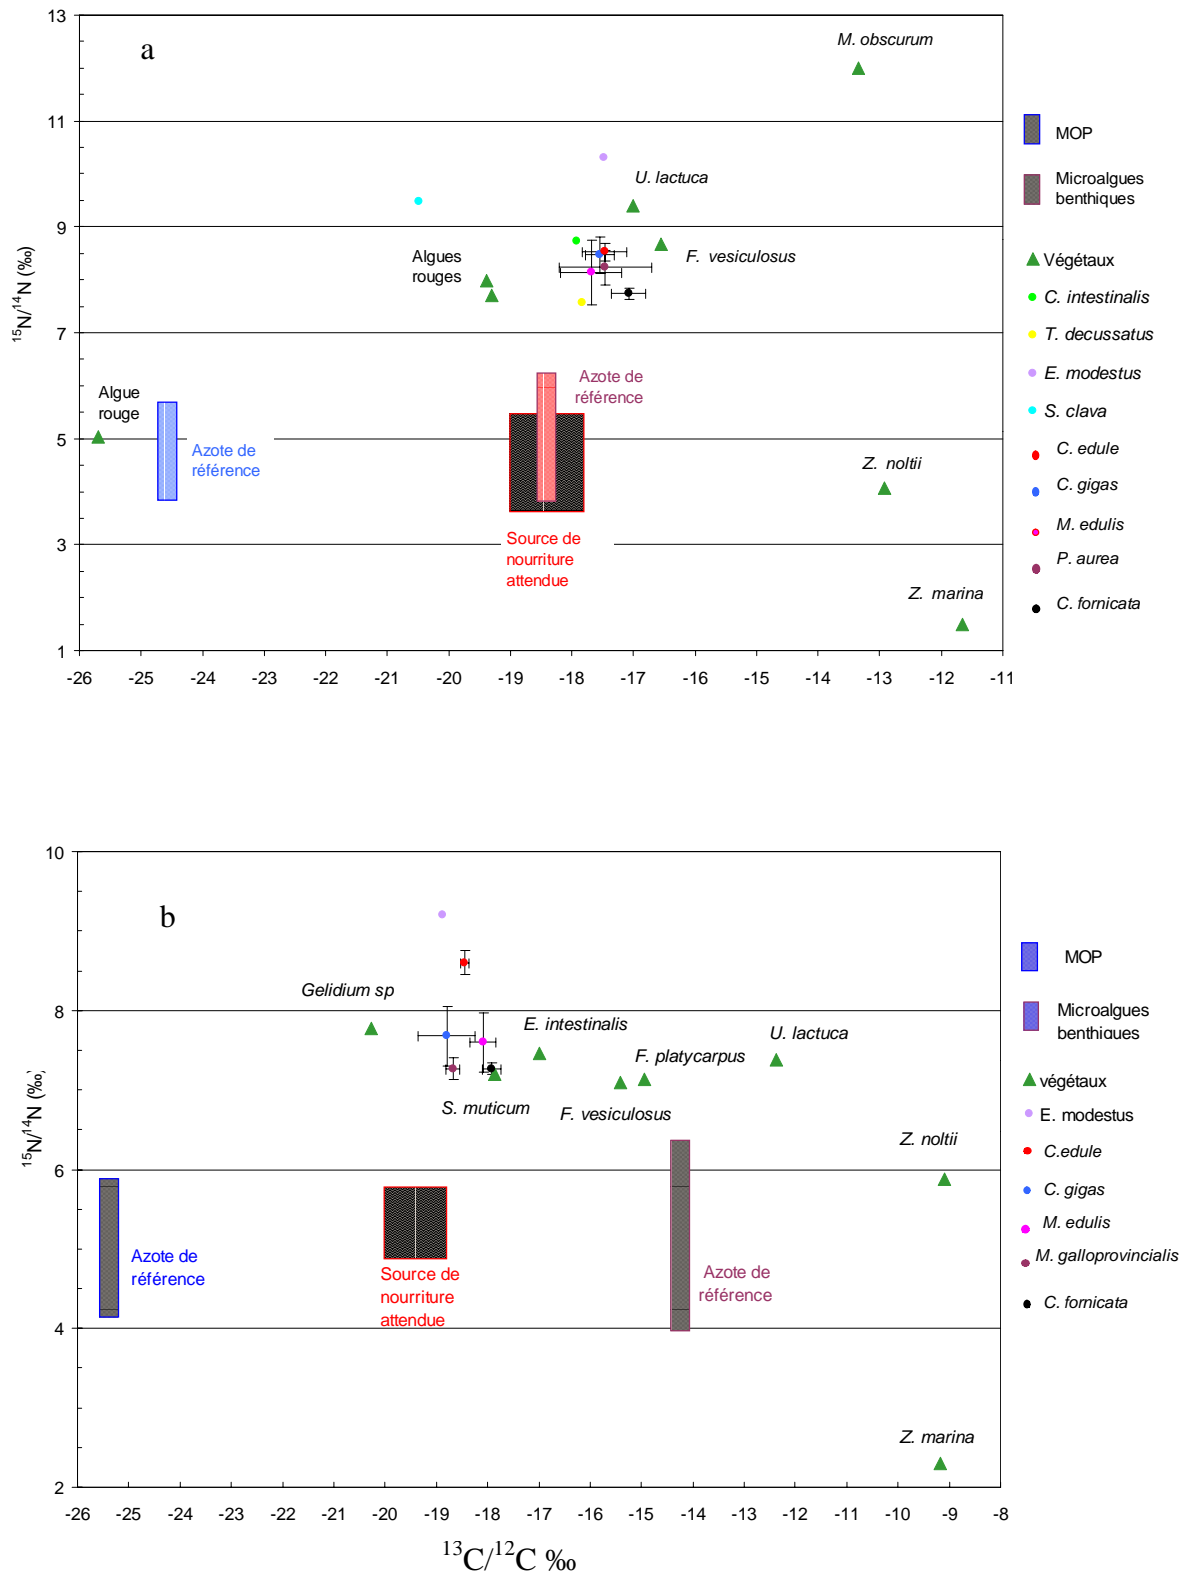 a
13
11
9
7
5
3
1
15N/14N (‰)
-26
-25
-24
-23
-22
-21
-20
-19
-18
-17
-16
-15
-14
-13
-12
-11
M. obscurum
U. lactuca
F. vesiculosus
Algues
rouges
Algue
rouge
Azote de
référence
Azote de
référence
Source de
nourriture
attendue
Z. noltii
Z. marina
MOP
Microalgues
benthiques
Végétaux
C. intestinalis
T. decussatus
E. modestus
S. clava
C. edule
C. gigas
M. edulis
P. aurea
C. fornicata
b
10
8
6
4
2
15N/14N (‰)
-26
-25
-24
-23
-22
-21
-20
-19
-18
-17
-16
-15
-14
-13
-12
-11
-10
-9
-8
13C/12C ‰
Gelidium sp
E. intestinalis
U. lactuca
F. platycarpus
S. muticum
F. vesiculosus
Z. noltii
Azote de
référence
Source de
nourriture
attendue
Azote de
référence
Z. marina
MOP
Microalgues
benthiques
végétaux
E. modestus
C.edule
C. gigas
M. edulis
M. galloprovincialis
C. fornicata